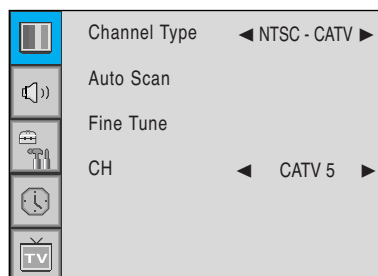 Channel Type ◀ NTSC - CATV ▶
Auto Scan
Fine Tune
CH ◀ CATV 5 ▶
TV